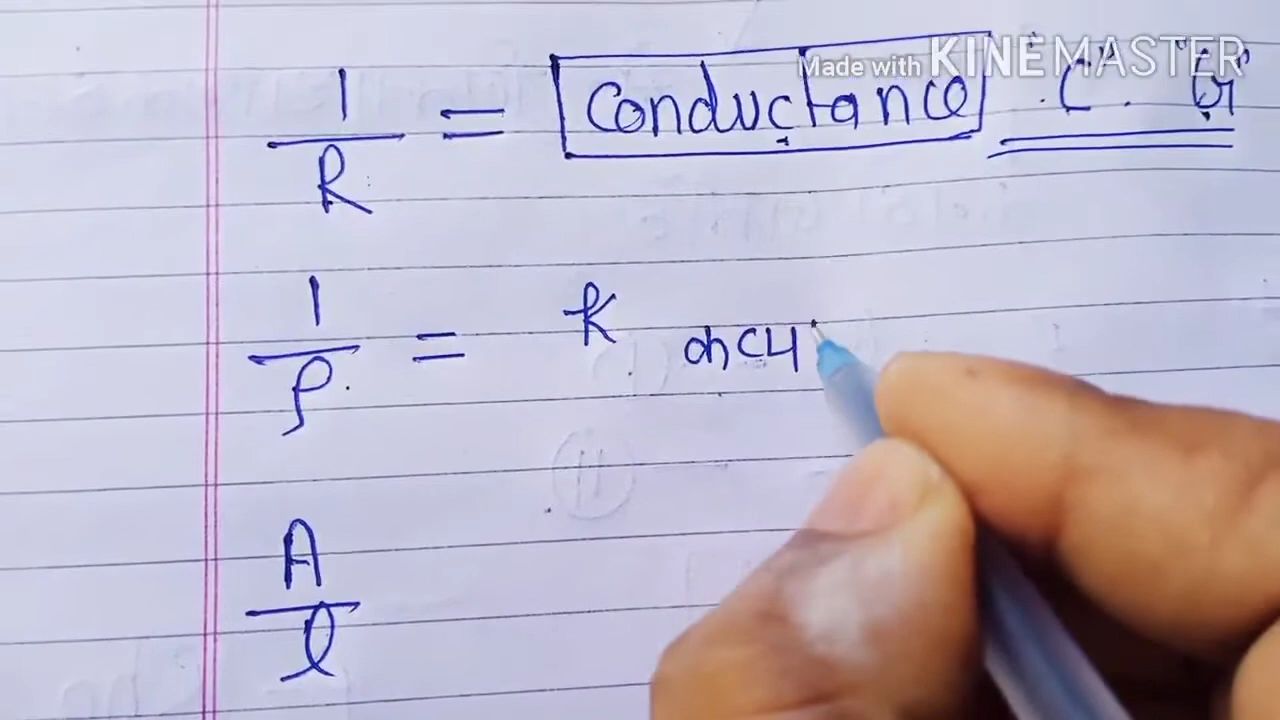 Made with KINEMASTER
1/R = Conductance "C". "G"
1/ρ = k
A/l